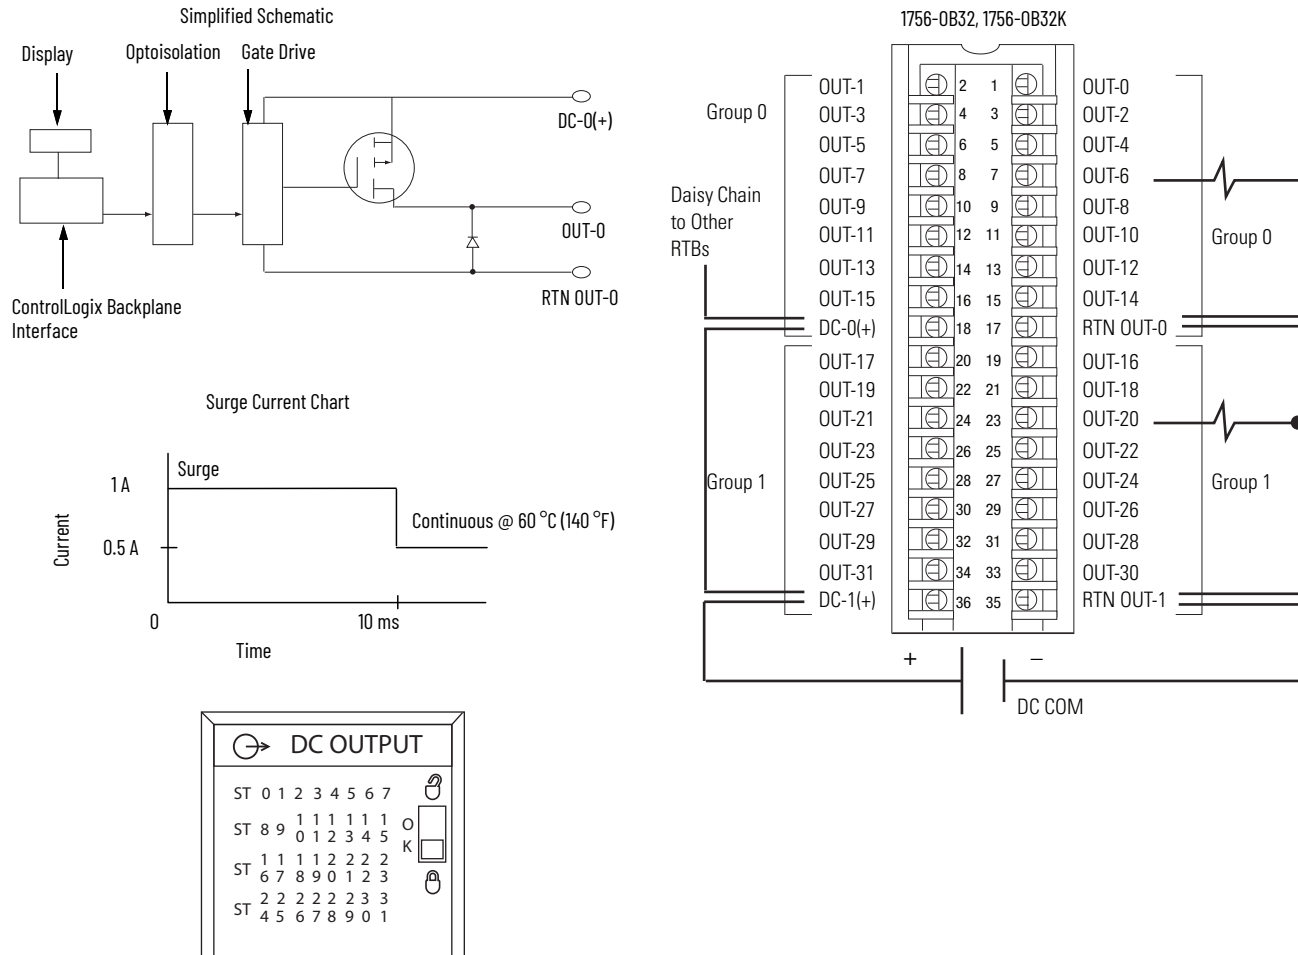 Simplified Schematic
Display
Optoisolation
Gate Drive
DC-0(+)
OUT-0
RTN OUT-0
ControlLogix Backplane
Interface
Surge Current Chart
Surge
1 A
Current
0.5 A
Continuous @ 60 °C (140 °F)
0
10 ms
Time
DC OUTPUT
ST 0 1 2 3 4 5 6 7
ST 8 9 10 11 12 13 14 15
ST 16 17 18 19 20 21 22 23
ST 24 25 26 27 28 29 30 31
O
K
1756-OB32, 1756-OB32K
Group 0
Daisy Chain
to Other
RTBs
Group 1
OUT-1 2 1 OUT-0
OUT-3 4 3 OUT-2
OUT-5 6 5 OUT-4
OUT-7 8 7 OUT-6
OUT-9 10 9 OUT-8
OUT-11 12 11 OUT-10
OUT-13 14 13 OUT-12
OUT-15 16 15 OUT-14
DC-0(+) 18 17 RTN OUT-0
OUT-17 20 19 OUT-16
OUT-19 22 21 OUT-18
OUT-21 24 23 OUT-20
OUT-23 26 25 OUT-22
OUT-25 28 27 OUT-24
OUT-27 30 29 OUT-26
OUT-29 32 31 OUT-28
OUT-31 34 33 OUT-30
DC-1(+) 36 35 RTN OUT-1
Group 0
Group 1
+ –
DC COM